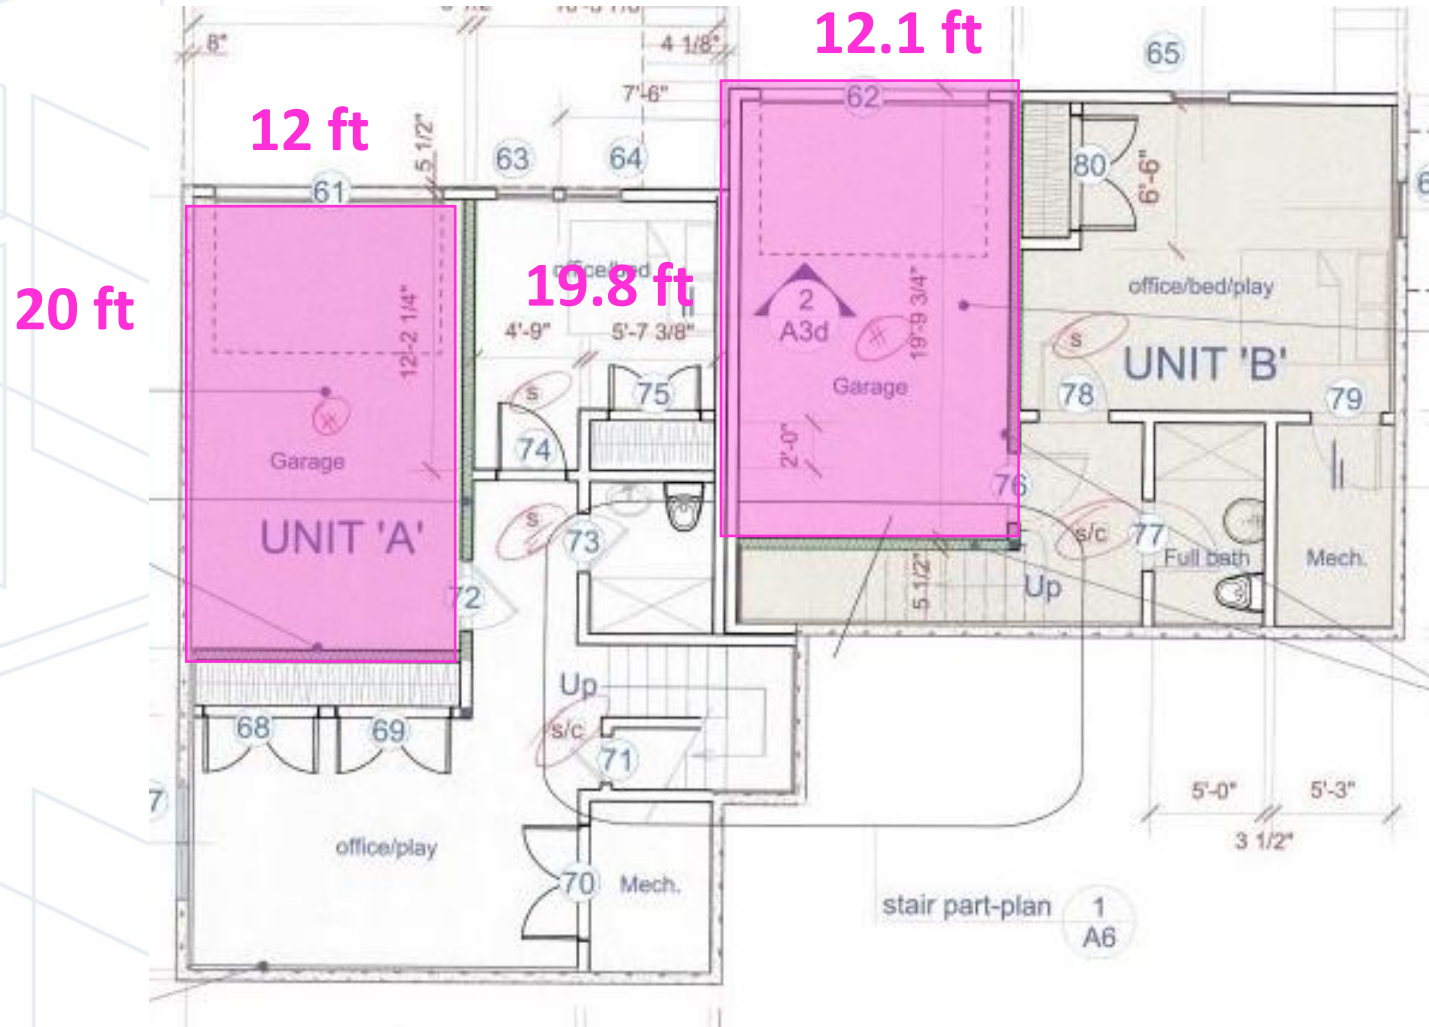 8"
4 1/8"
12.1 ft
65
7'-6"
62
12 ft
5 1/2"
63
64
80
6'-6"
61
20 ft
office/bed
19.8 ft
office/bed/play
2
A3d
19'-9 3/4"
12'-2 1/4"
4'-9"
5'-7 3/8"
s
UNIT 'B'
75
Garage
78
79
s
74
2'-0"
Garage
76
UNIT 'A'
s
73
s/c
77
Full bath
Mech.
72
5 1/2"
Up
Up
68
69
s/c
71
7
5'-0"
5'-3"
3 1/2"
office/play
70
Mech.
stair part-plan
1
A6